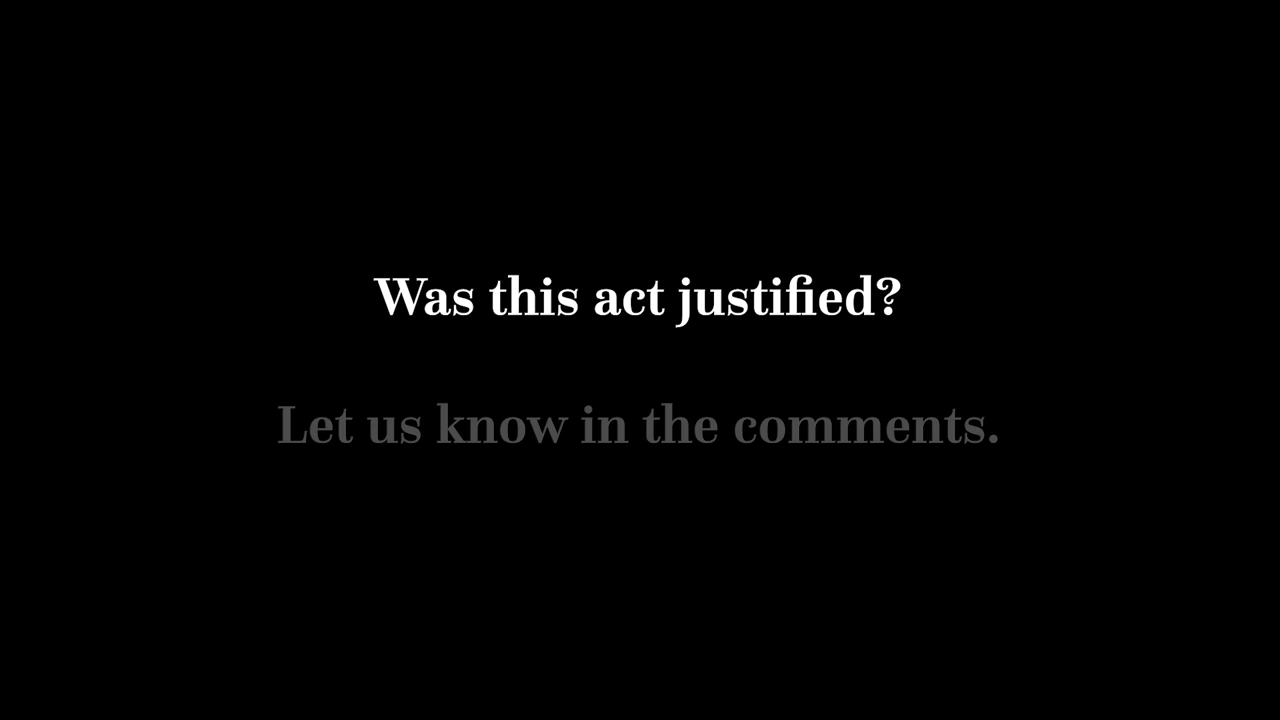 Was this act justified?
Let us know in the comments.